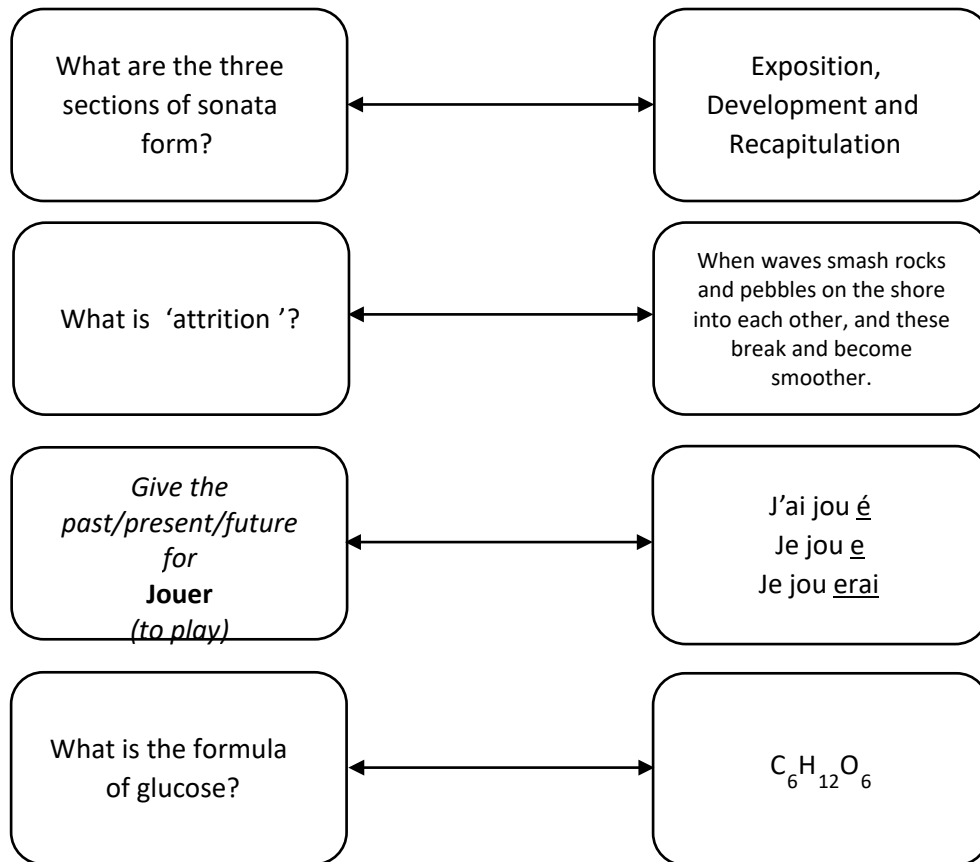 What are the three
sections of sonata
form?
Exposition,
Development and
Recapitulation
What is ‘attrition ’?
When waves smash rocks
and pebbles on the shore
into each other, and these
break and become
smoother.
Give the
past/present/future
for
Jouer
(to play)
J’ai jou é
Je jou e
Je jou erai
What is the formula
of glucose?
C6H12O6